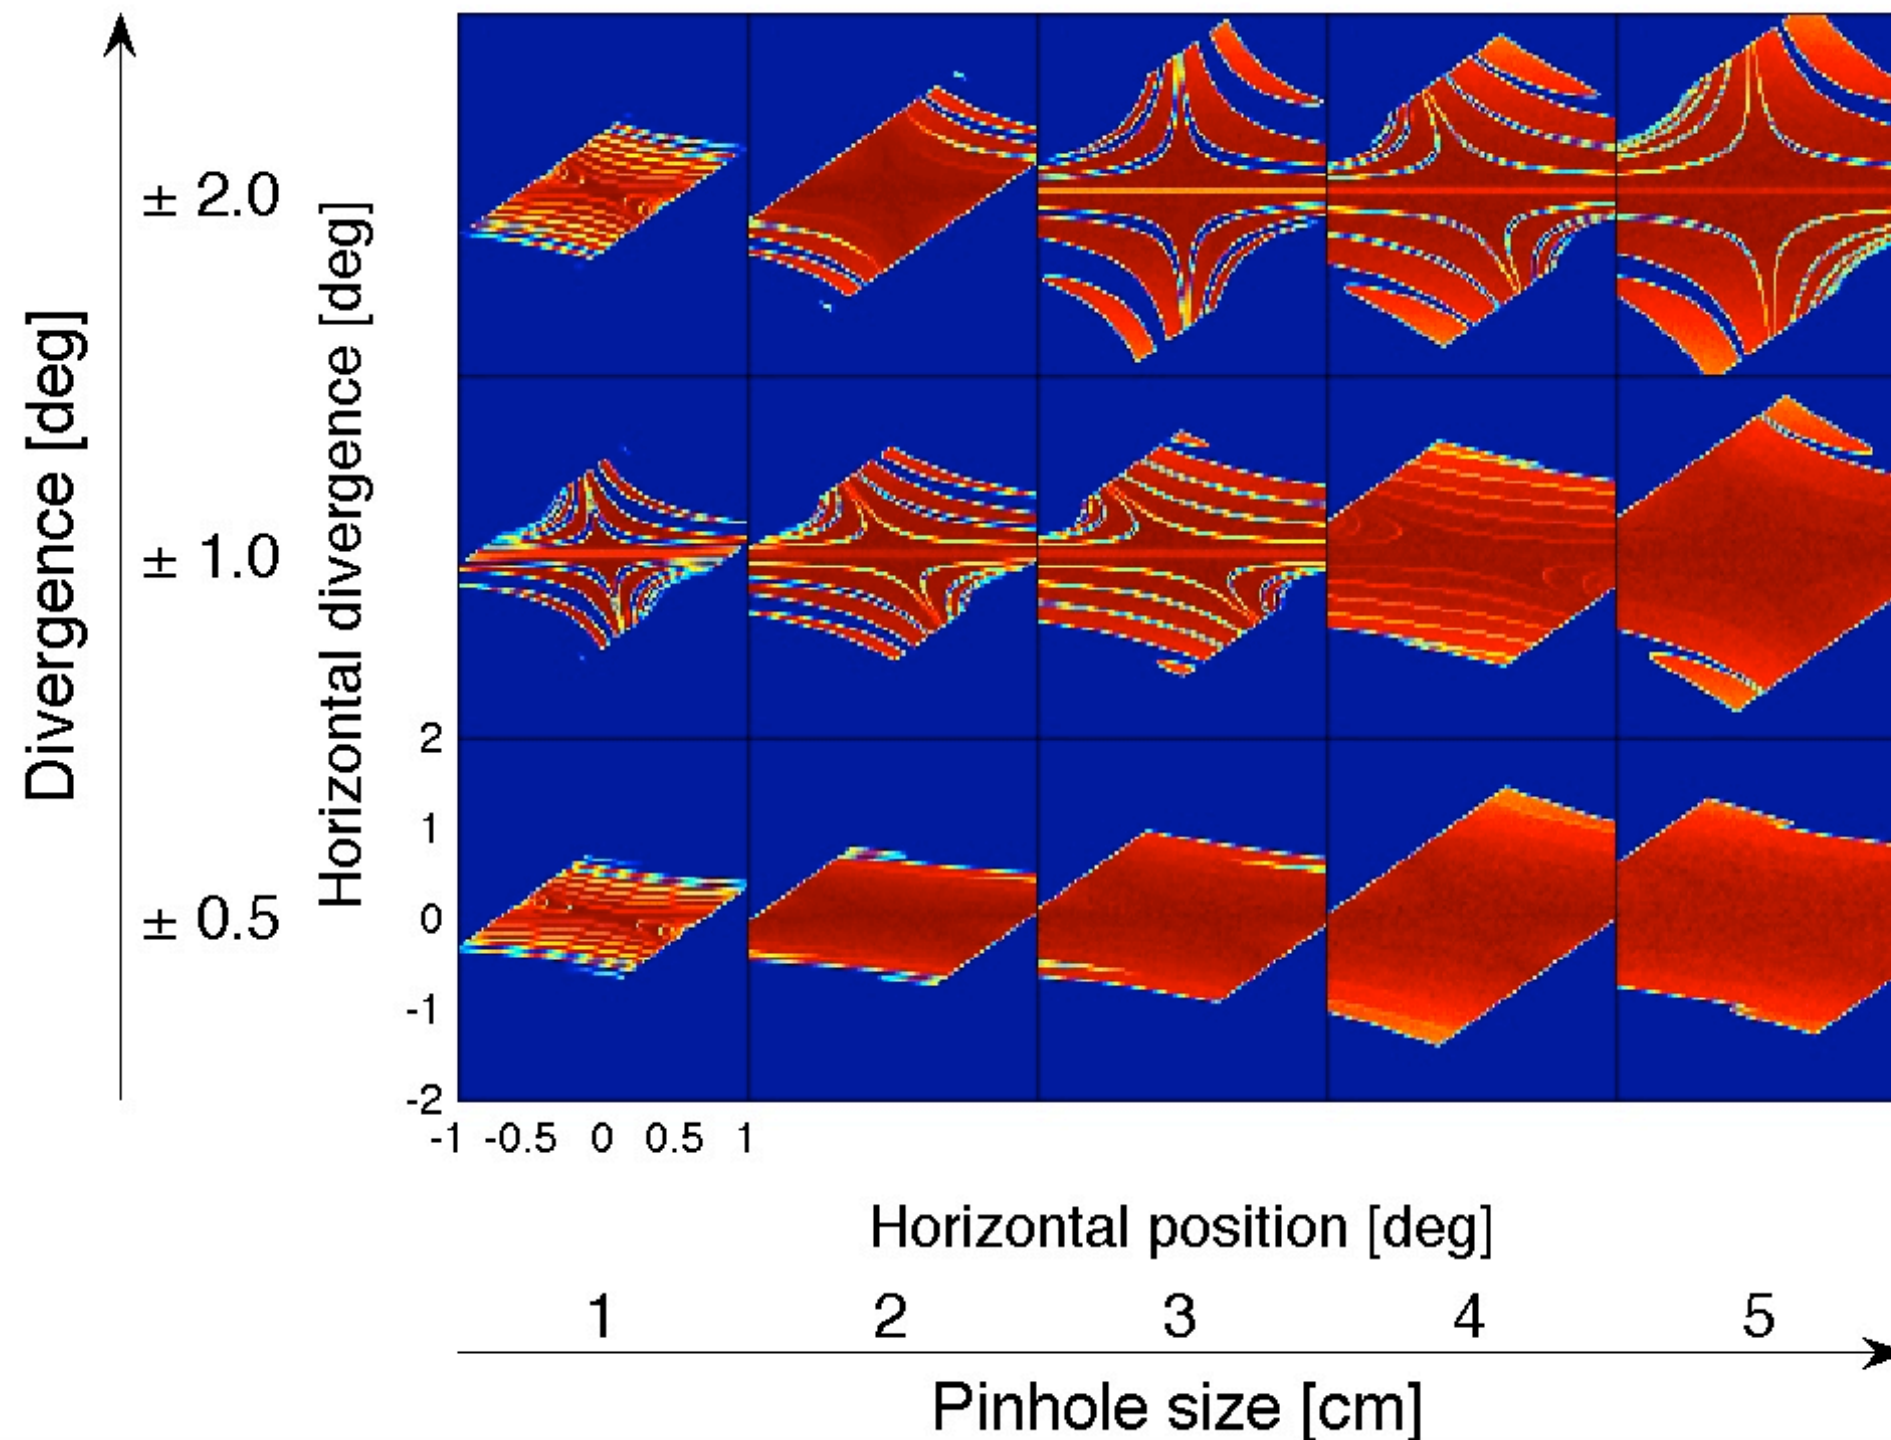 Divergence [deg]
± 2.0
± 1.0
± 0.5
Horizontal divergence [deg]
2
1
0
-1
-2
-1 -0.5 0 0.5 1
Horizontal position [deg]
1 2 3 4 5
Pinhole size [cm]